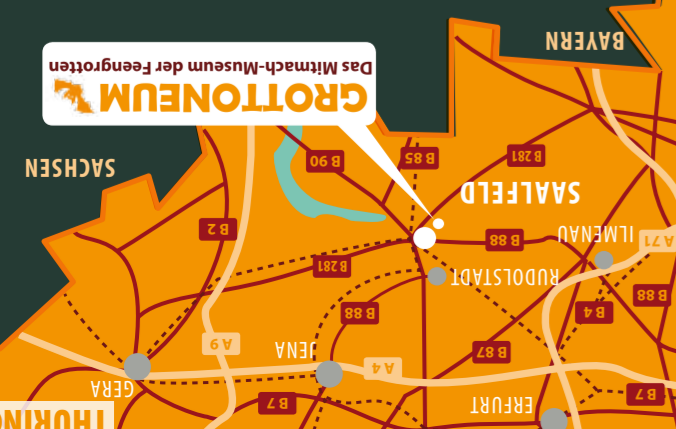 B 7
ERFURT
B 7
THÜRING
GERA
A 4
B 87
JENA
A 9
B 4
B 88
B 88
RUDOLSTADT
B 281
A 71
ILMENAU
B 88
B 2
SAALFELD
SACHSEN
B 281
B 85
B 90
GROTTONEUM
Das Mitmach-Museum der Feengrotten
BAYERN